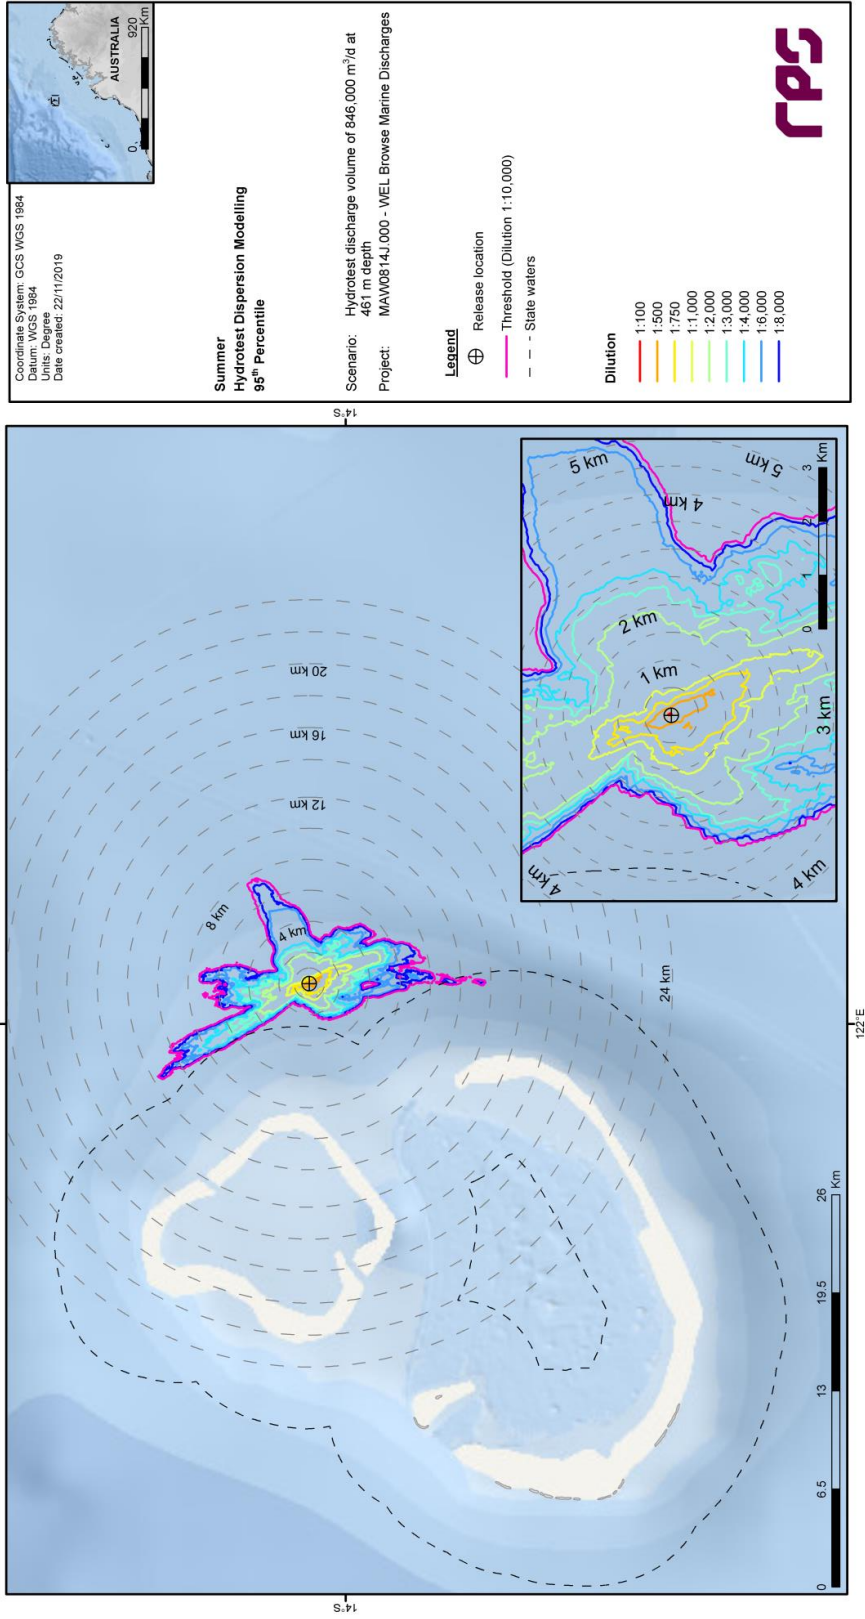 Coordinate System: GCS WGS 1984
Datum: WGS 1984
Units: Degree
Date created: 22/11/2019
AUSTRALIA
0
920
Km
Summer
Hydrotest Dispersion Modelling
95th Percentile
Scenario: Hydrotest discharge volume of 846,000 m³/d at
461 m depth
Project: MAW0814J.000 - WEL Browse Marine Discharges
Legend
Release location
Threshold (Dilution 1:10,000)
State waters
Dilution
1:100
1:500
1:750
1:1,000
1:2,000
1:3,000
1:4,000
1:6,000
1:8,000
rps
14°S
14°S
122°E
4 km
8 km
12 km
16 km
20 km
24 km
0 6.5 13 19.5 26 Km
1 km
2 km
3 km
4 km
4 km
4 km
5 km
5 km
0 1 2 3 Km